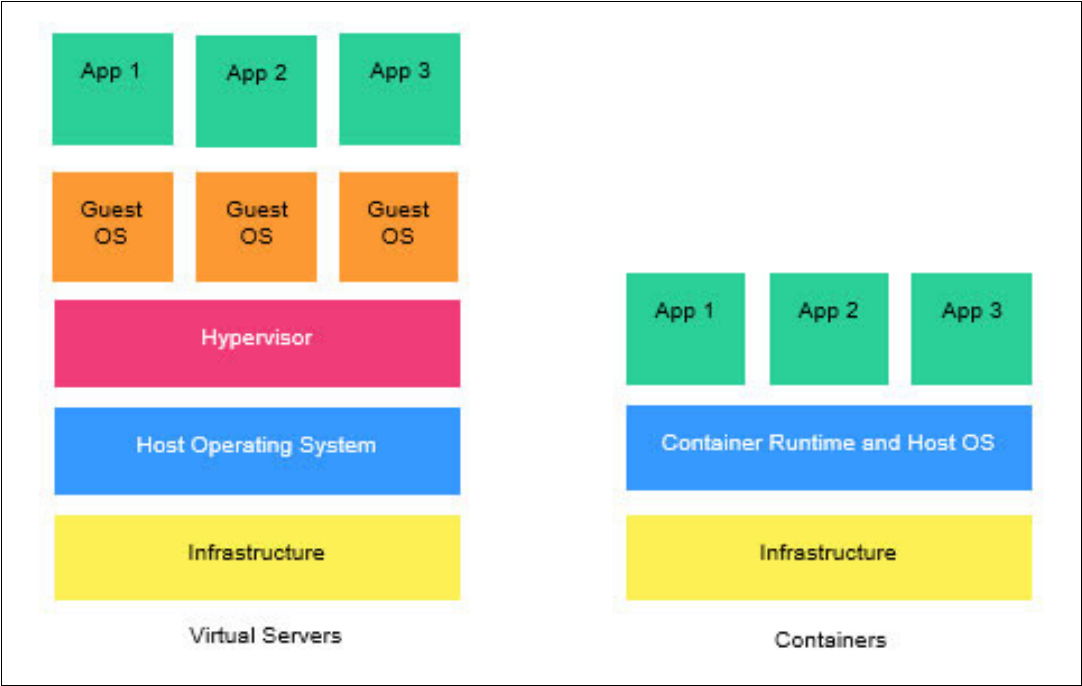 App 1
App 2
App 3
Guest
OS
Guest
OS
Guest
OS
Hypervisor
Host Operating System
Infrastructure
Virtual Servers
App 1
App 2
App 3
Container Runtime and Host OS
Infrastructure
Containers